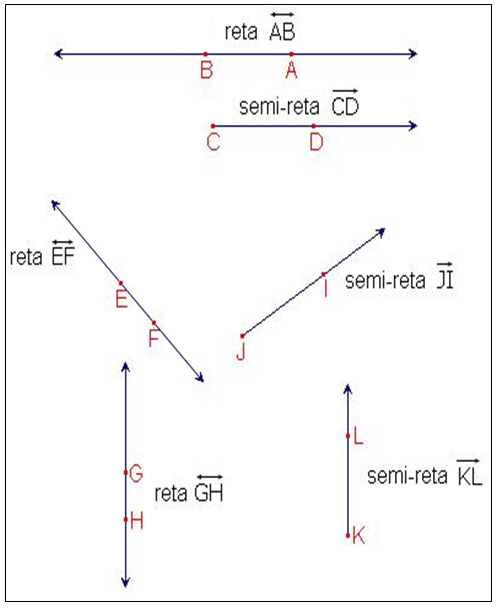 reta AB
B A
semi-reta CD
C D
reta EF
E
F
semi-reta JI
I
J
G
reta GH
H
L
semi-reta KL
K